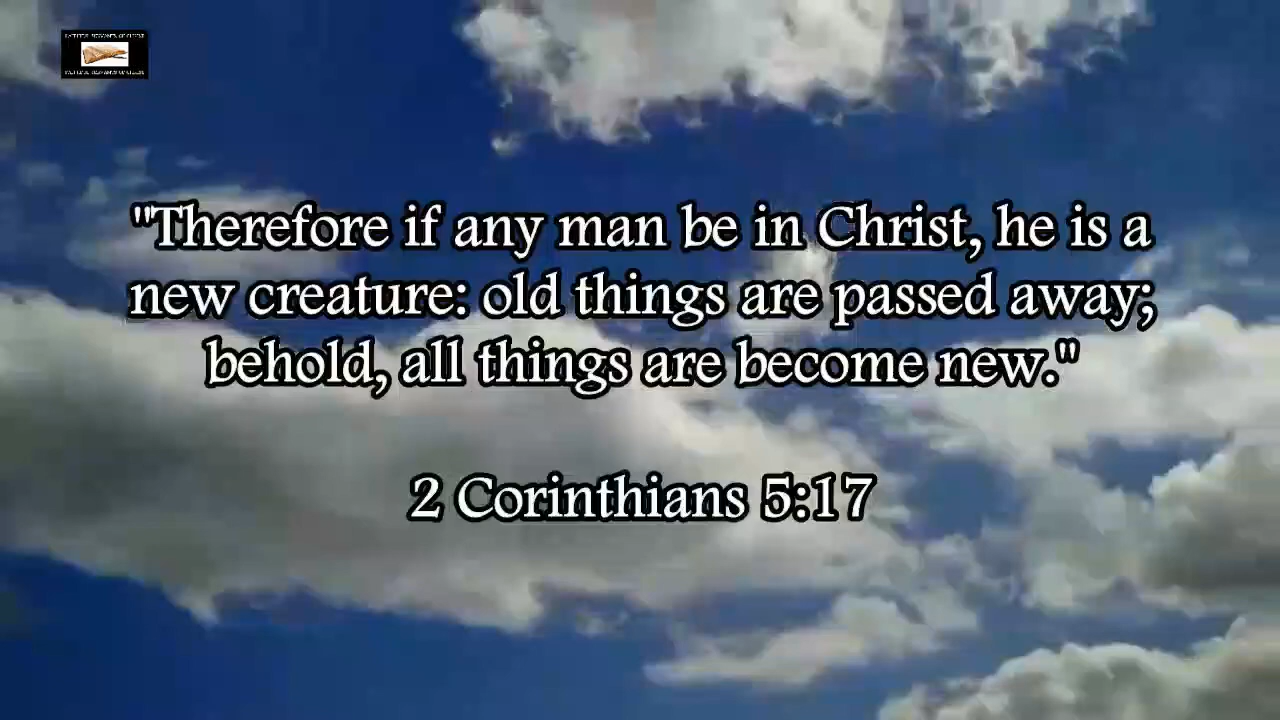 "Therefore if any man be in Christ, he is a
new creature: old things are passed away;
behold, all things are become new."
2 Corinthians 5:17